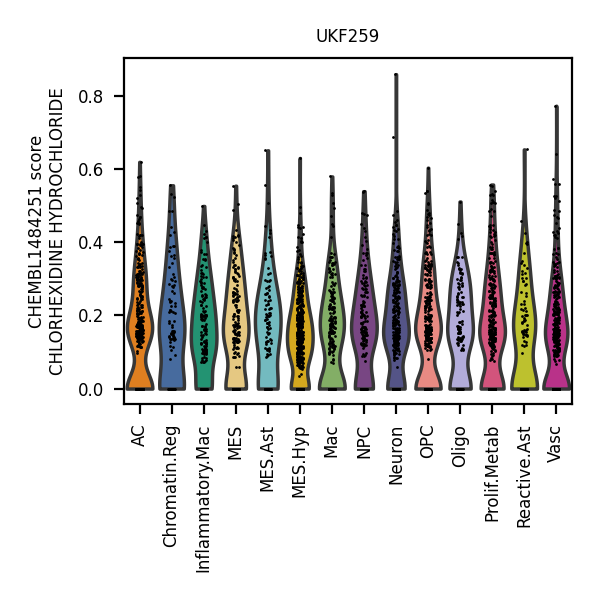 UKF259
CHEMBL1484251 score
CHLORHEXIDINE HYDROCHLORIDE
0.8
0.6
0.4
0.2
0.0
AC
Chromatin.Reg
Inflammatory.Mac
MES
MES.Ast
MES.Hyp
Mac
NPC
Neuron
OPC
Oligo
Prolif.Metab
Reactive.Ast
Vasc